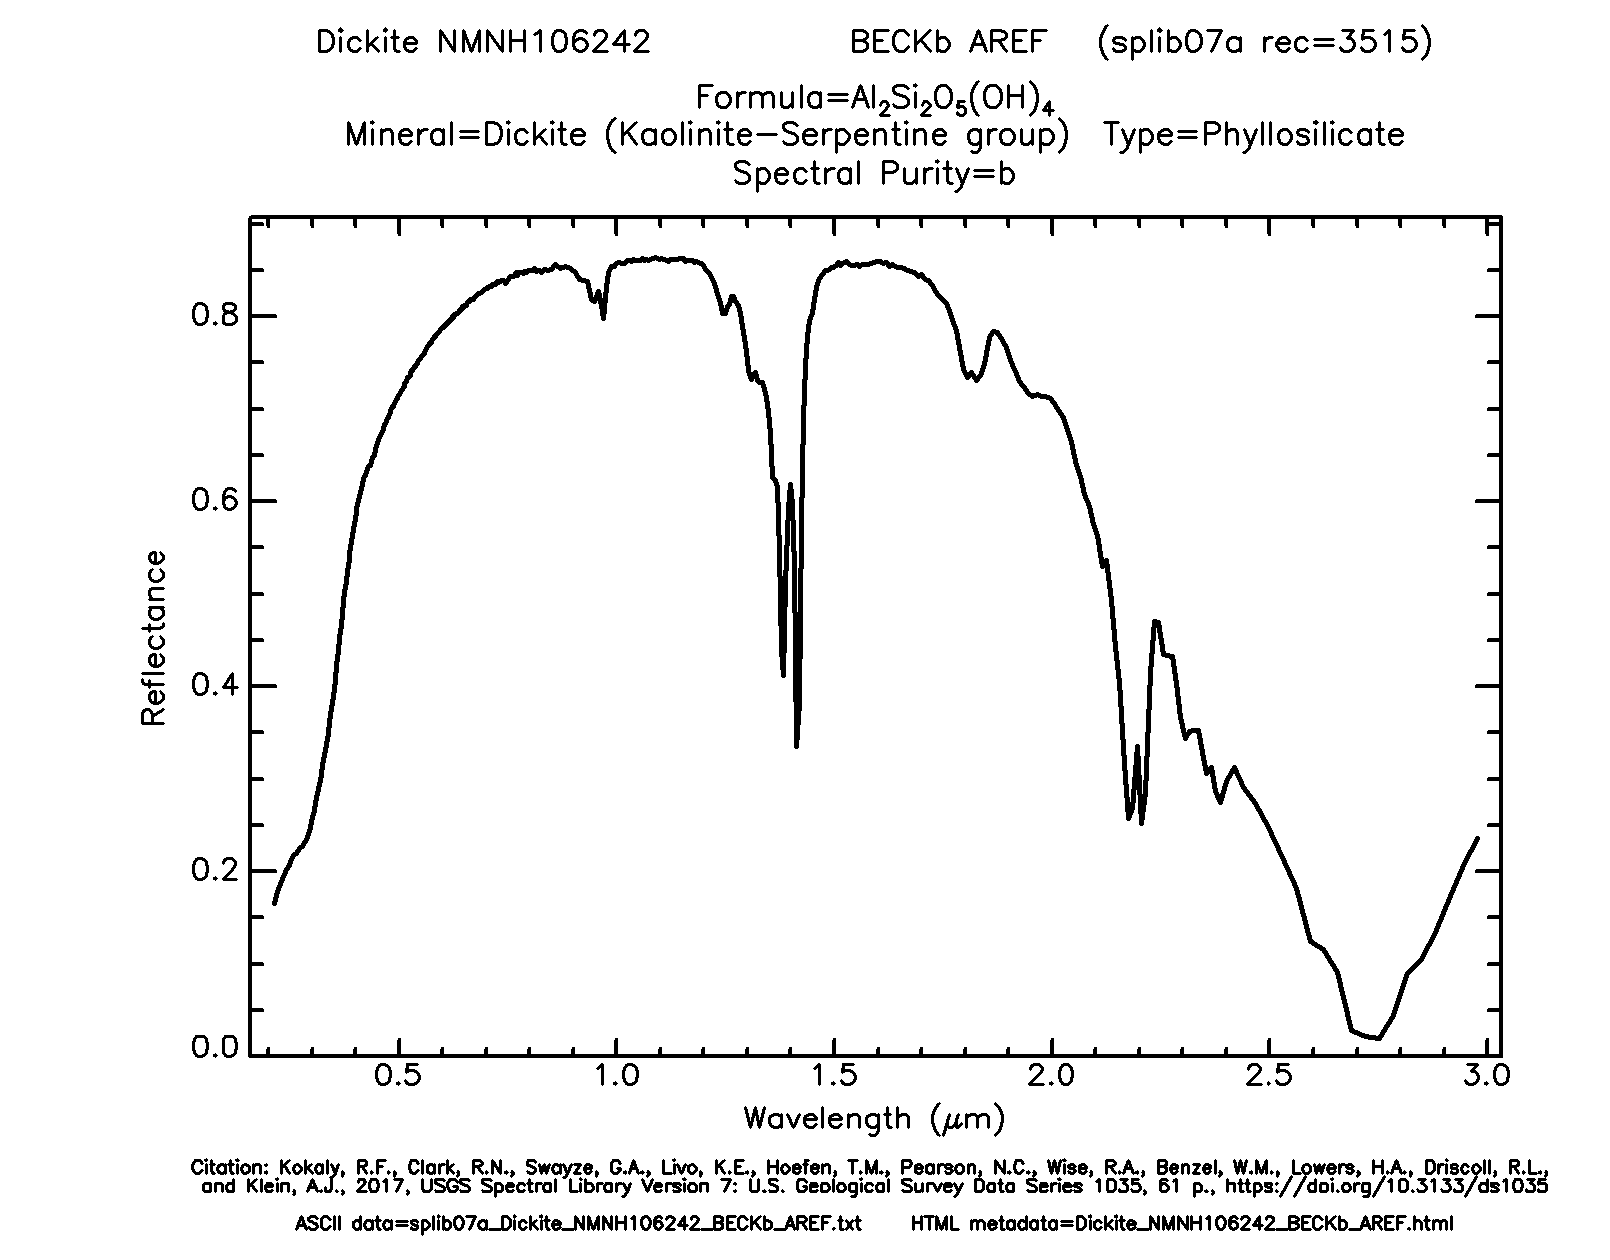 Dickite NMNH106242 BECKb AREF (splib07a rec=3515)
Formula=Al₂Si₂O₅(OH)₄
Mineral=Dickite (Kaolinite-Serpentine group) Type=Phyllosilicate
Spectral Purity=b
0.8
0.6
0.4
0.2
0.0
Reflectance
0.5 1.0 1.5 2.0 2.5 3.0
Wavelength (μm)
Citation: Kokaly, R.F., Clark, R.N., Swayze, G.A., Livo, K.E., Hoefen, T.M., Pearson, N.C., Wise, R.A., Benzel, W.M., Lowers, H.A., Driscoll, R.L.,
and Klein, A.J., 2017, USGS Spectral Library Version 7: U.S. Geological Survey Data Series 1035, 61 p., https://doi.org/10.3133/ds1035
ASCII data=splib07a_Dickite_NMNH106242_BECKb_AREF.txt HTML metadata=Dickite_NMNH106242_BECKb_AREF.html